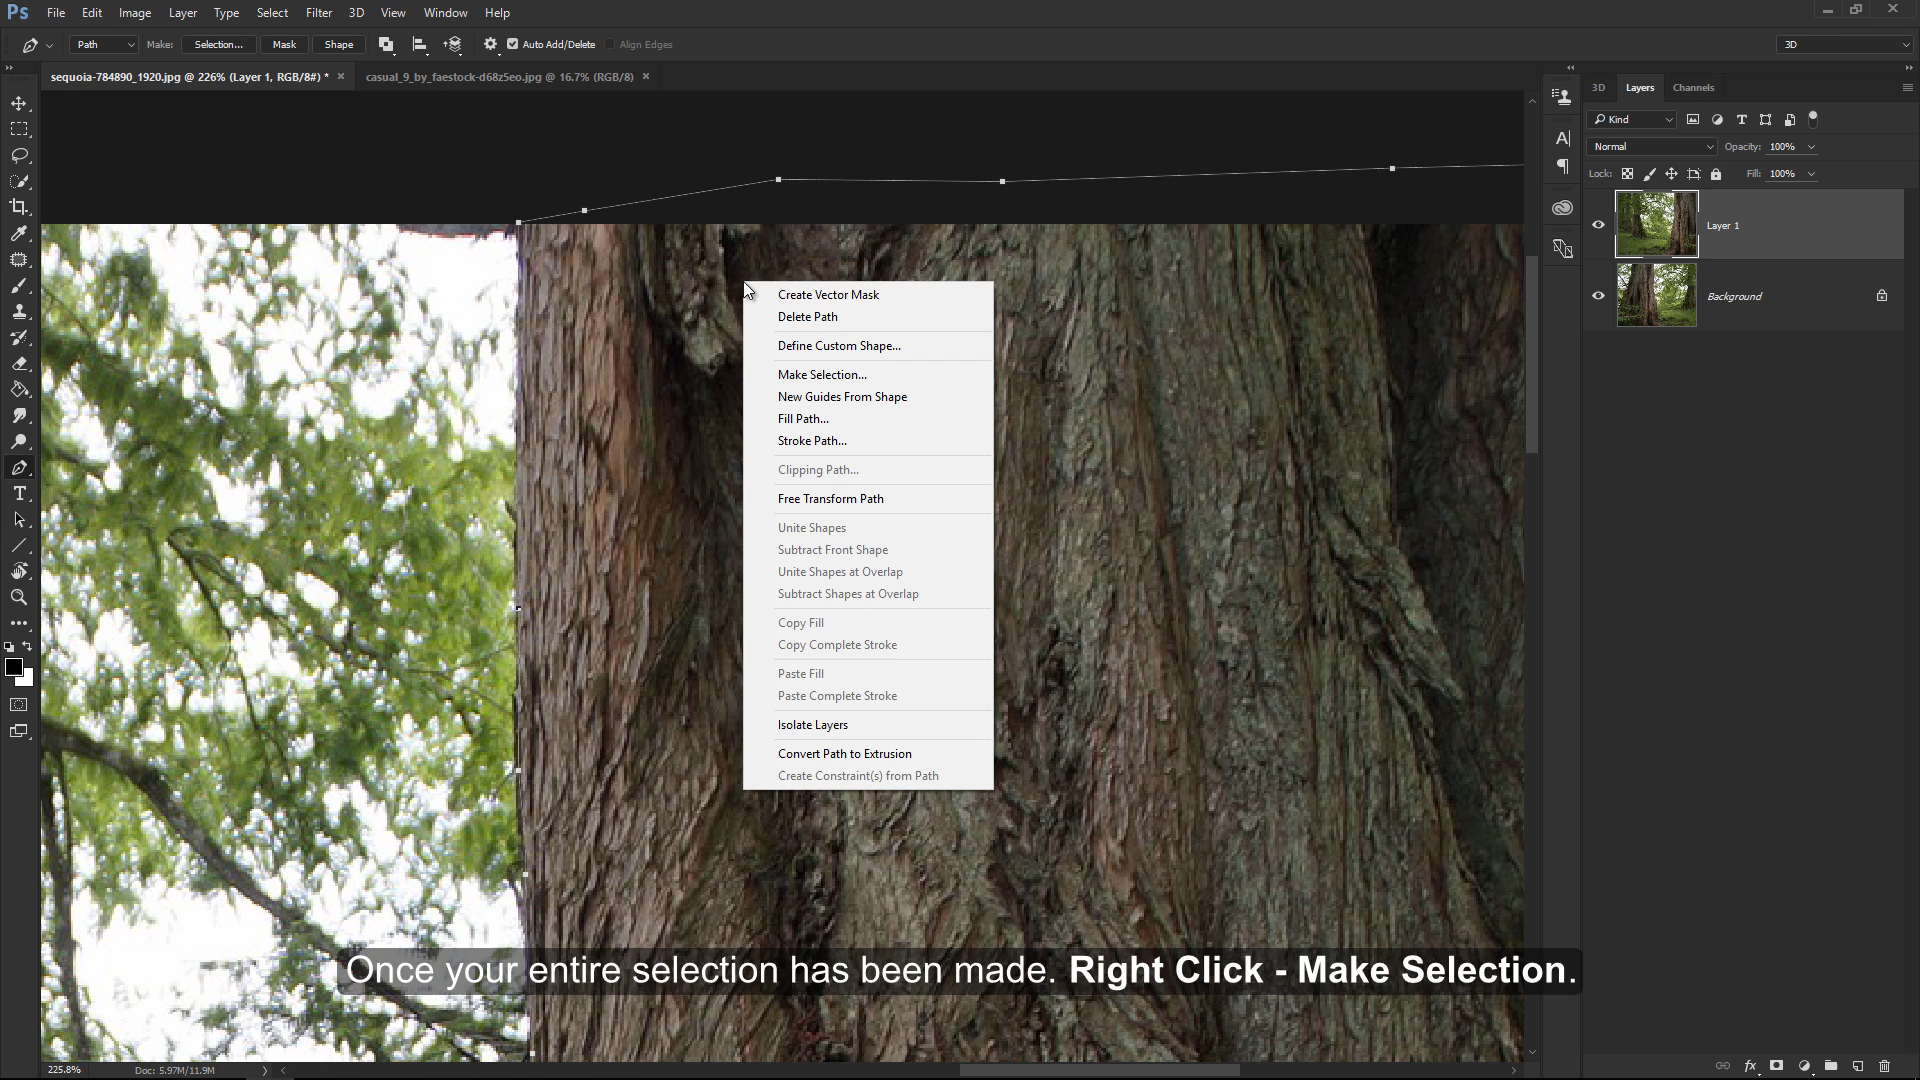 Ps File Edit Image Layer Type Select Filter 3D View Window Help
Path Make: Selection... Mask Shape Auto Add/Delete Align Edges 3D
sequoia-784890_1920.jpg @ 226% (Layer 1, RGB/8#) * × casual_9_by_faestock-d68z5eo.jpg @ 16.7% (RGB/8) ×
3D Layers Channels
Kind
Normal Opacity: 100%
Lock: Fill: 100%
Layer 1
Background
Create Vector Mask
Delete Path
Define Custom Shape...
Make Selection...
New Guides From Shape
Fill Path...
Stroke Path...
Clipping Path...
Free Transform Path
Unite Shapes
Subtract Front Shape
Unite Shapes at Overlap
Subtract Shapes at Overlap
Copy Fill
Copy Complete Stroke
Paste Fill
Paste Complete Stroke
Isolate Layers
Convert Path to Extrusion
Create Constraint(s) from Path
Once your entire selection has been made. Right Click - Make Selection.
225.8% Doc: 5.97M/11.9M